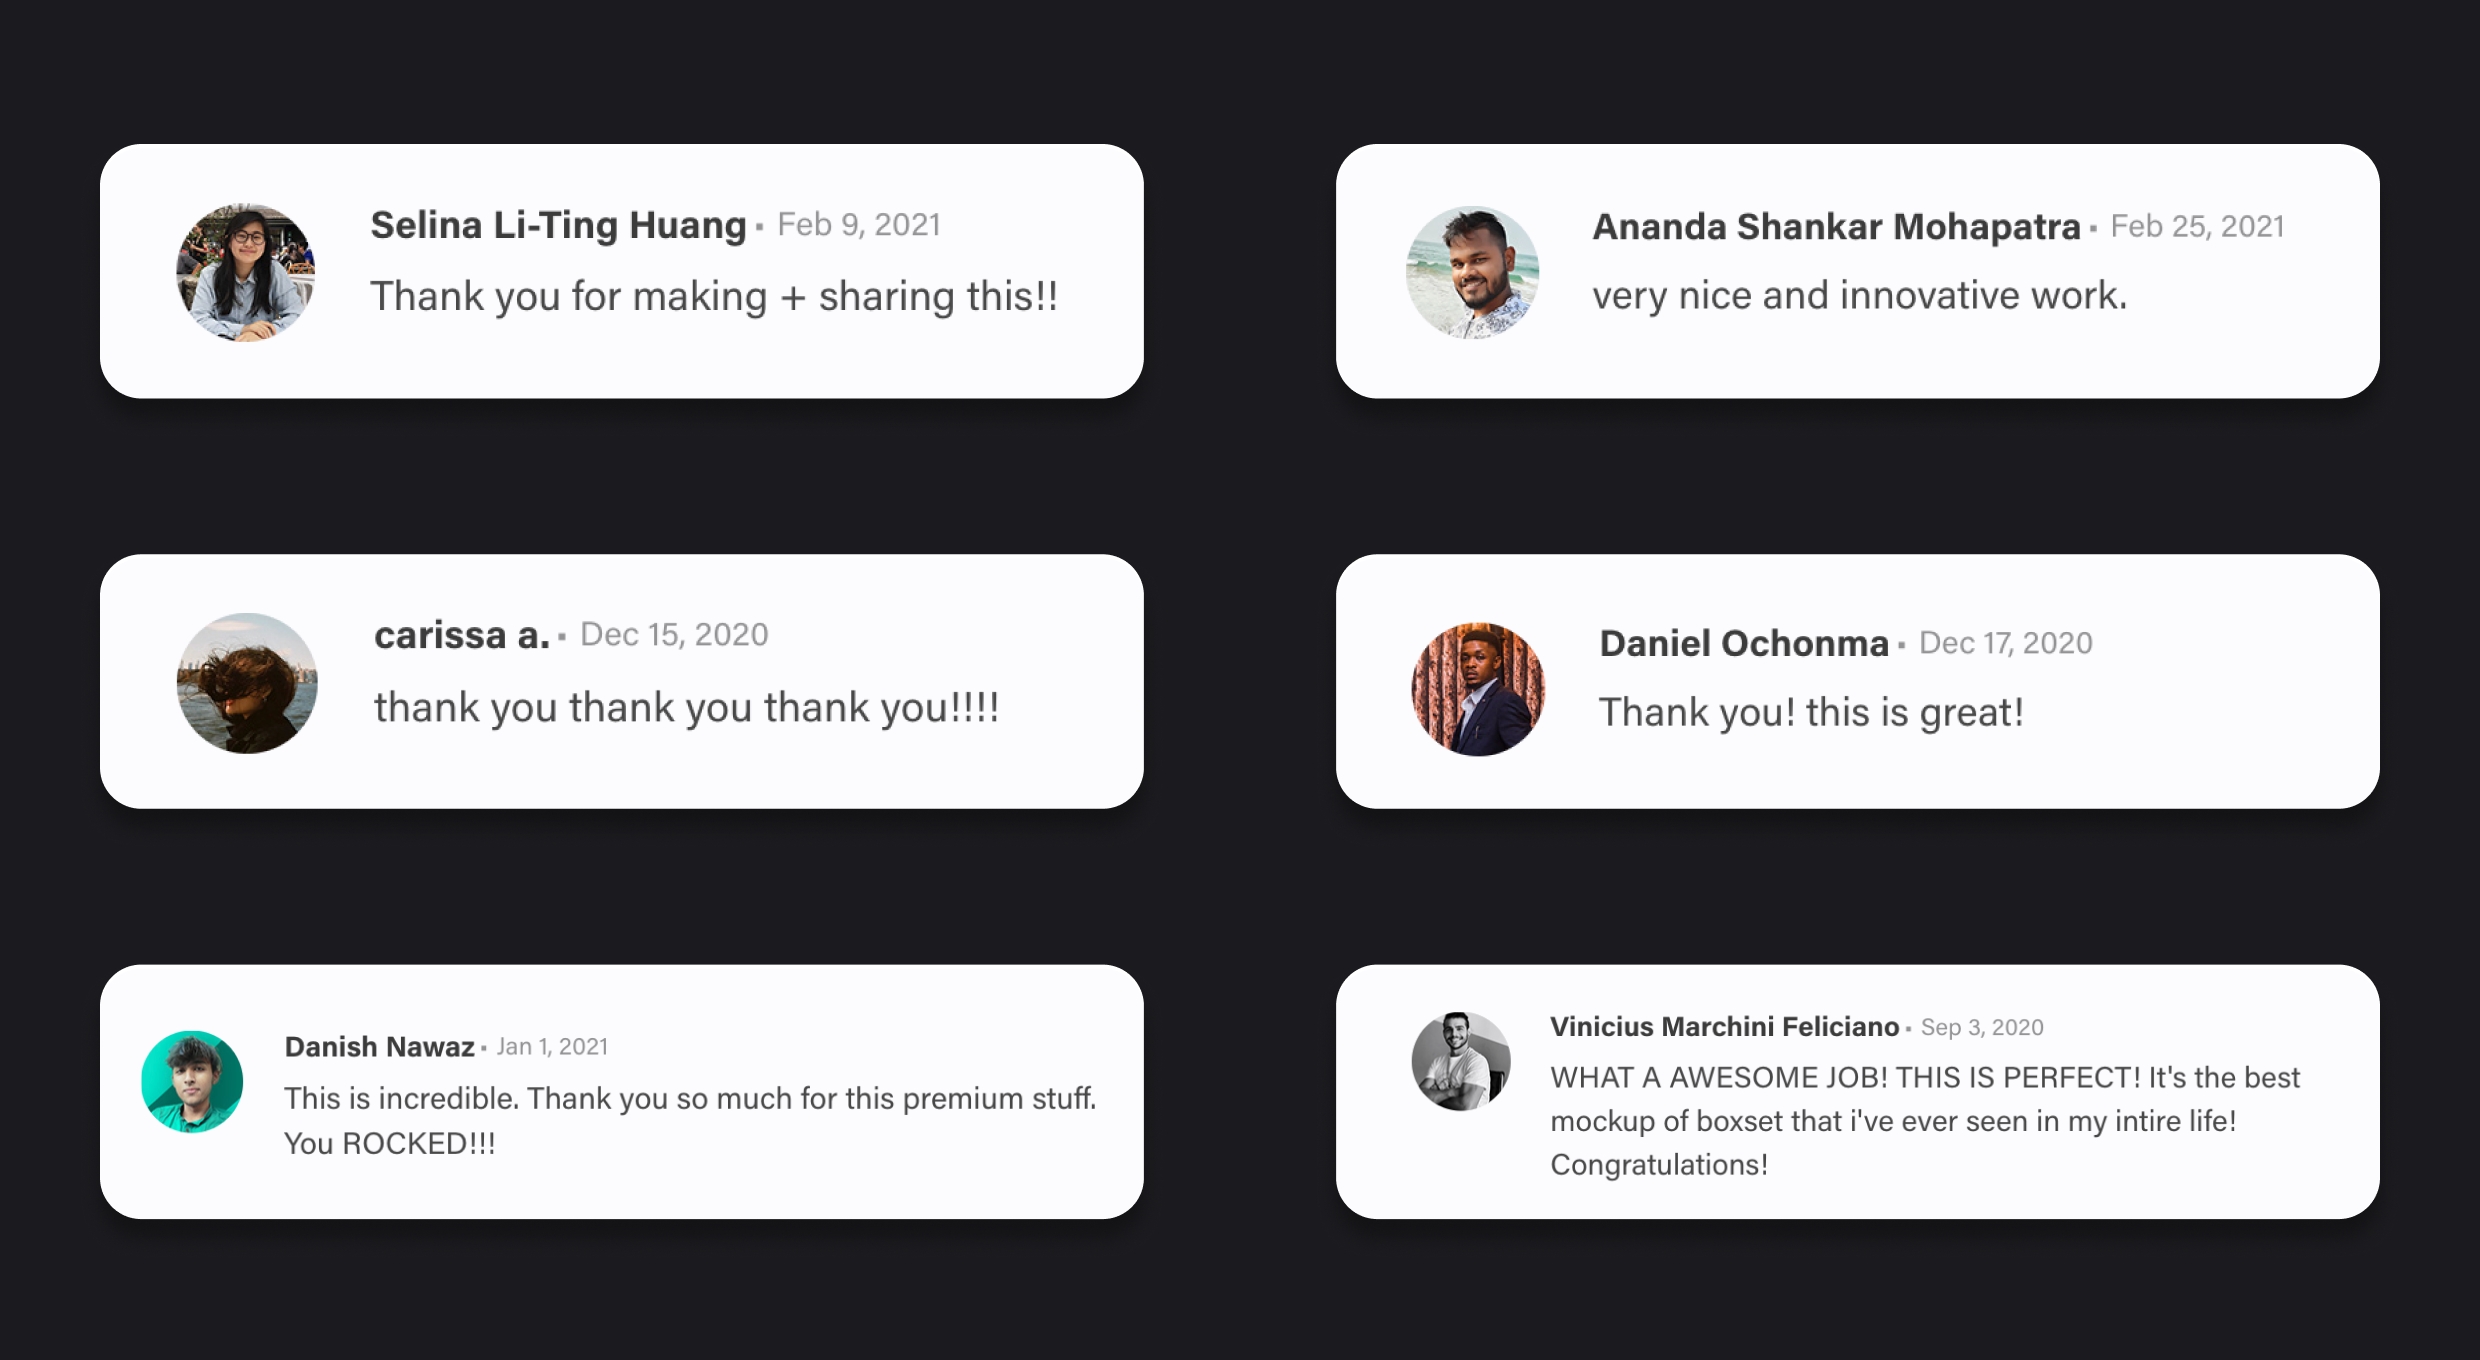 Selina Li-Ting Huang · Feb 9, 2021
Thank you for making + sharing this!!
Ananda Shankar Mohapatra · Feb 25, 2021
very nice and innovative work.
carissa a. · Dec 15, 2020
thank you thank you thank you!!!!
Daniel Ochonma · Dec 17, 2020
Thank you! this is great!
Danish Nawaz · Jan 1, 2021
This is incredible. Thank you so much for this premium stuff.
You ROCKED!!!
Vinicius Marchini Feliciano · Sep 3, 2020
WHAT A AWESOME JOB! THIS IS PERFECT! It's the best
mockup of boxset that i've ever seen in my intire life!
Congratulations!